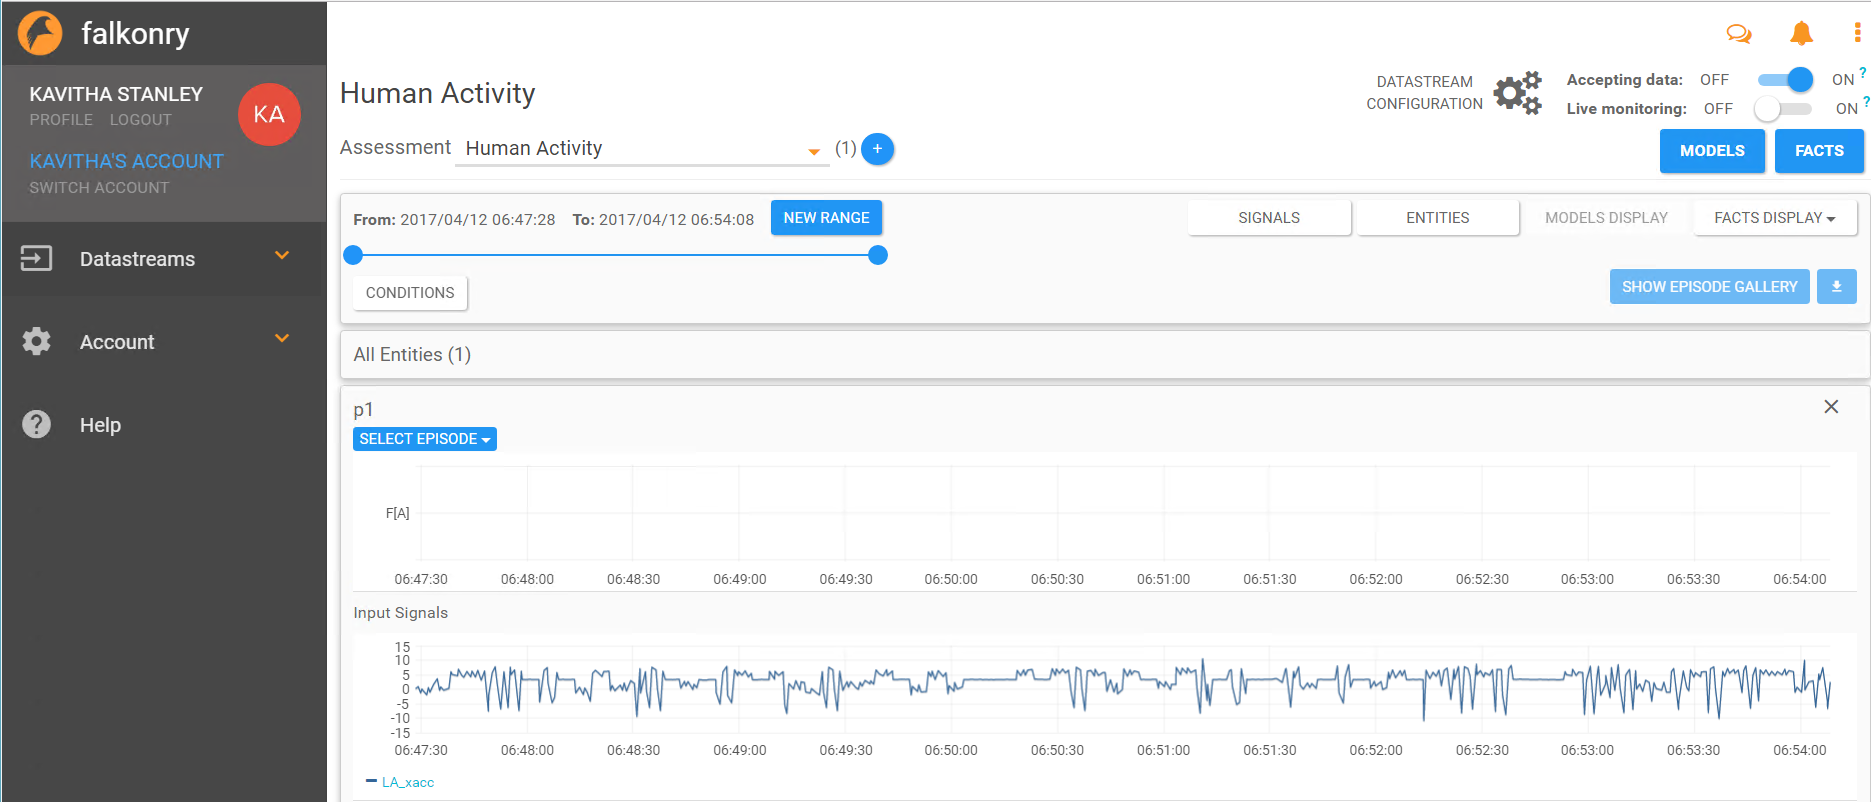 falkonry
KAVITHA STANLEY
PROFILE LOGOUT
KA
KAVITHA'S ACCOUNT
SWITCH ACCOUNT
Datastreams
Account
Help
Human Activity
DATASTREAM
CONFIGURATION
Accepting data: OFF ON ?
Live monitoring: OFF ON ?
Assessment Human Activity (1) +
MODELS FACTS
From: 2017/04/12 06:47:28 To: 2017/04/12 06:54:08 NEW RANGE
SIGNALS ENTITIES MODELS DISPLAY FACTS DISPLAY
CONDITIONS
SHOW EPISODE GALLERY
All Entities (1)
p1
SELECT EPISODE
F[A]
06:47:30 06:48:00 06:48:30 06:49:00 06:49:30 06:50:00 06:50:30 06:51:00 06:51:30 06:52:00 06:52:30 06:53:00 06:53:30 06:54:00
Input Signals
15
10
5
0
-5
-10
-15
06:47:30 06:48:00 06:48:30 06:49:00 06:49:30 06:50:00 06:50:30 06:51:00 06:51:30 06:52:00 06:52:30 06:53:00 06:53:30 06:54:00
LA_xacc